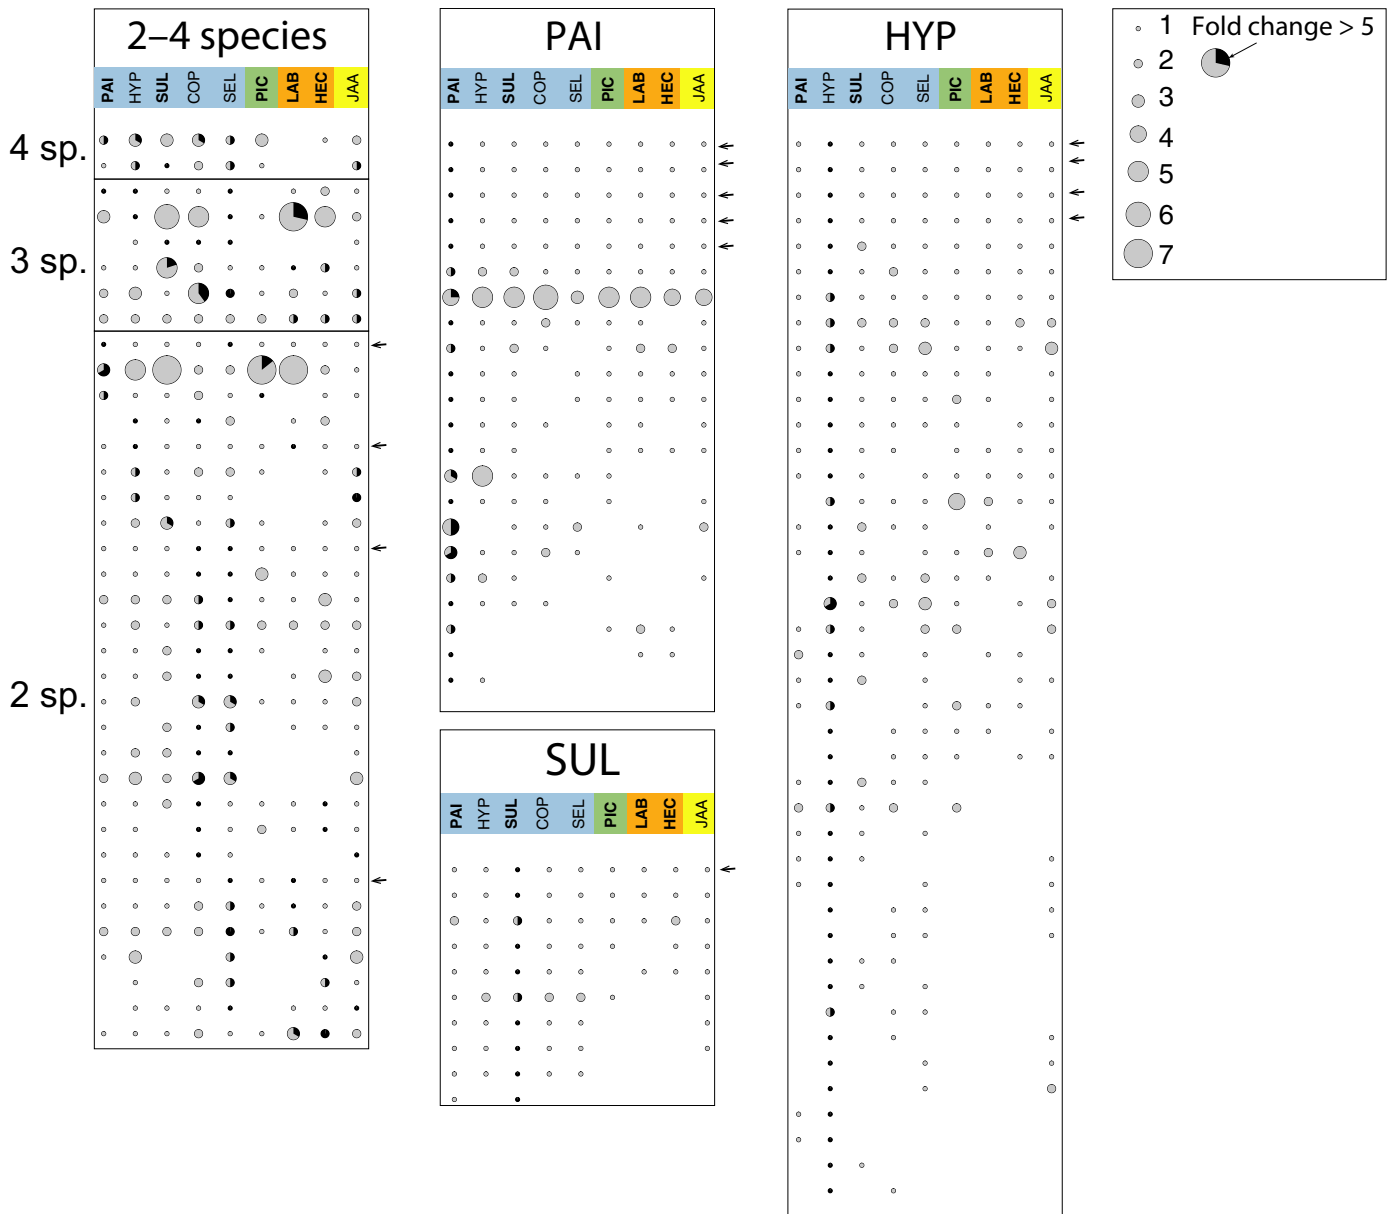 2–4 species
PAI HYP SUL COP SEL PIC LAB HEC JAA
4 sp.
3 sp.
2 sp.
PAI
PAI HYP SUL COP SEL PIC LAB HEC JAA
SUL
PAI HYP SUL COP SEL PIC LAB HEC JAA
HYP
PAI HYP SUL COP SEL PIC LAB HEC JAA
1 Fold change > 5
2
3
4
5
6
7